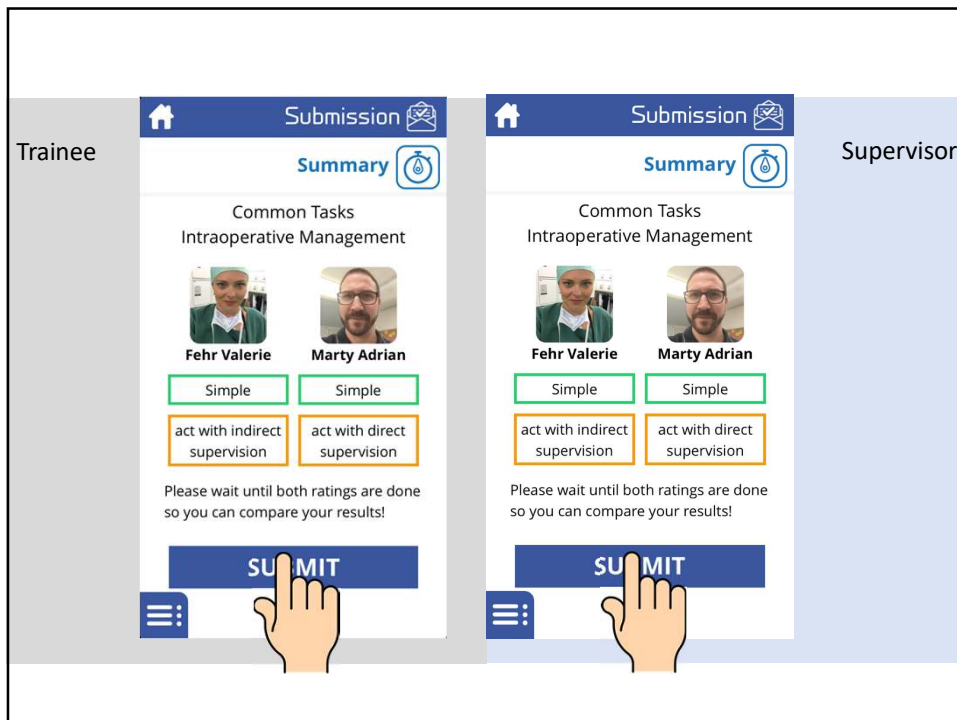 Trainee
Submission
Summary
Common Tasks
Intraoperative Management
Fehr Valerie
Marty Adrian
Simple
Simple
act with indirect
supervision
act with direct
supervision
Please wait until both ratings are done
so you can compare your results!
SUBMIT
Submission
Summary
Common Tasks
Intraoperative Management
Fehr Valerie
Marty Adrian
Simple
Simple
act with indirect
supervision
act with direct
supervision
Please wait until both ratings are done
so you can compare your results!
SUBMIT
Supervisor